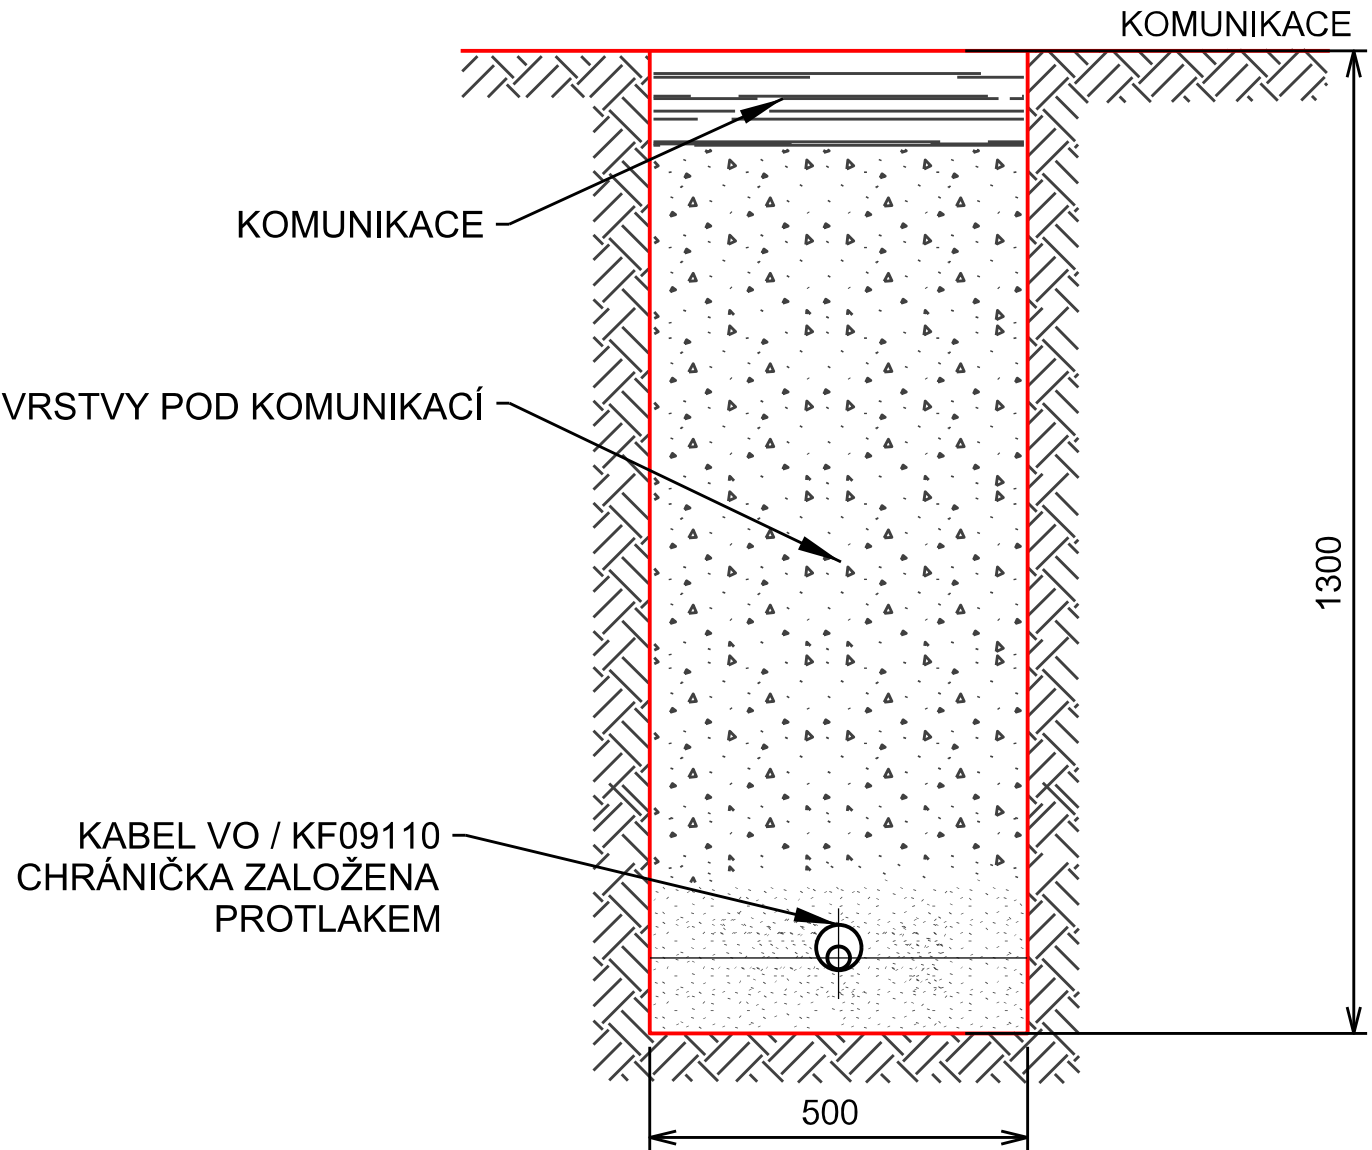 KOMUNIKACE
KOMUNIKACE
VRSTVY POD KOMUNIKACÍ
1300
KABEL VO / KF09110
CHRÁNIČKA ZALOŽENA
PROTLAKEM
500